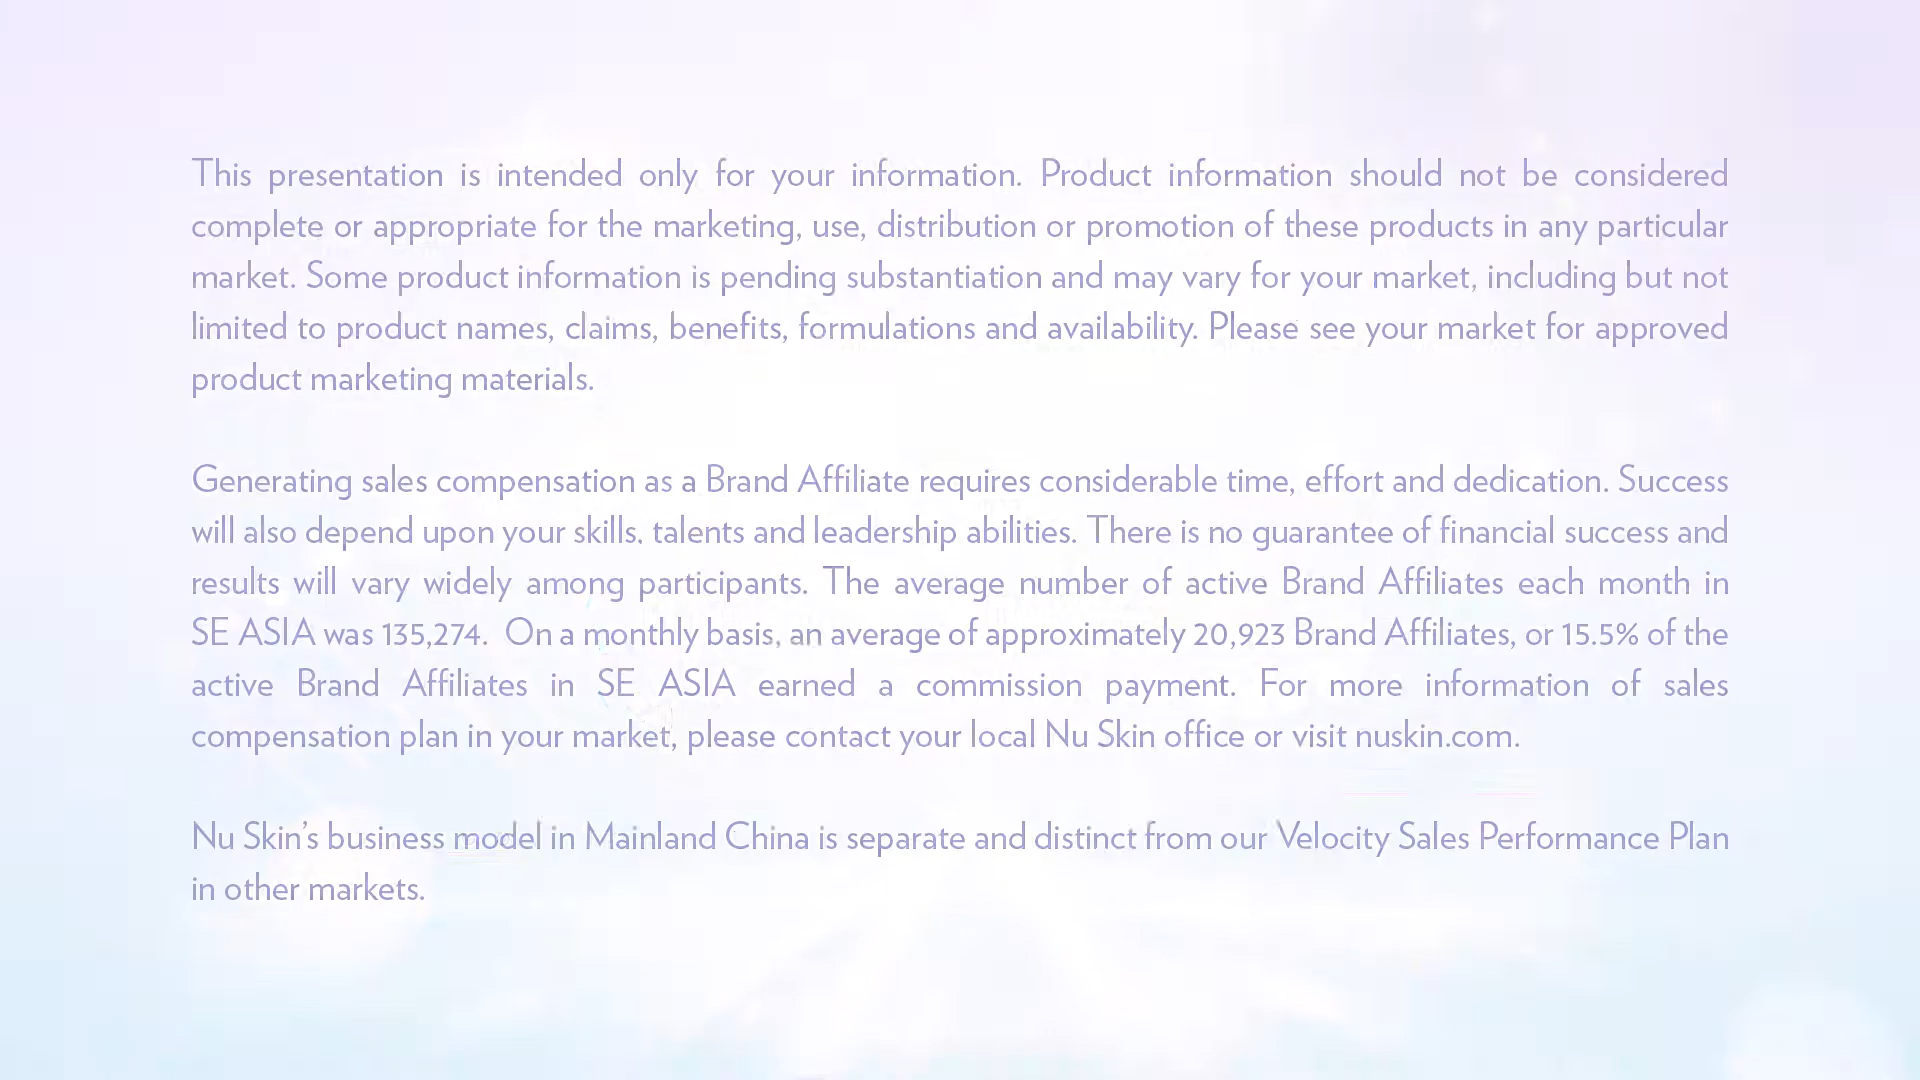 This presentation is intended only for your information. Product information should not be considered
complete or appropriate for the marketing, use, distribution or promotion of these products in any particular
market. Some product information is pending substantiation and may vary for your market, including but not
limited to product names, claims, benefits, formulations and availability. Please see your market for approved
product marketing materials.
Generating sales compensation as a Brand Affiliate requires considerable time, effort and dedication. Success
will also depend upon your skills, talents and leadership abilities. There is no guarantee of financial success and
results will vary widely among participants. The average number of active Brand Affiliates each month in
SE ASIA was 135,274.  On a monthly basis, an average of approximately 20,923 Brand Affiliates, or 15.5% of the
active Brand Affiliates in SE ASIA earned a commission payment. For more information of sales
compensation plan in your market, please contact your local Nu Skin office or visit nuskin.com.
Nu Skin’s business model in Mainland China is separate and distinct from our Velocity Sales Performance Plan
in other markets.